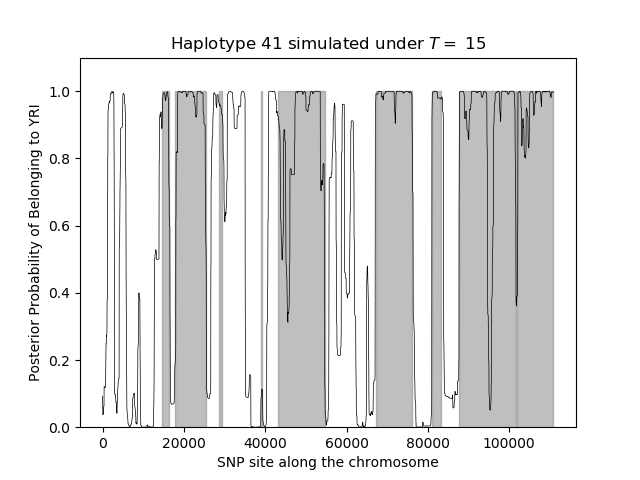 Haplotype 41 simulated under T = 15
Posterior Probability of Belonging to YRI
1.0
0.8
0.6
0.4
0.2
0.0
0 20000 40000 60000 80000 100000
SNP site along the chromosome